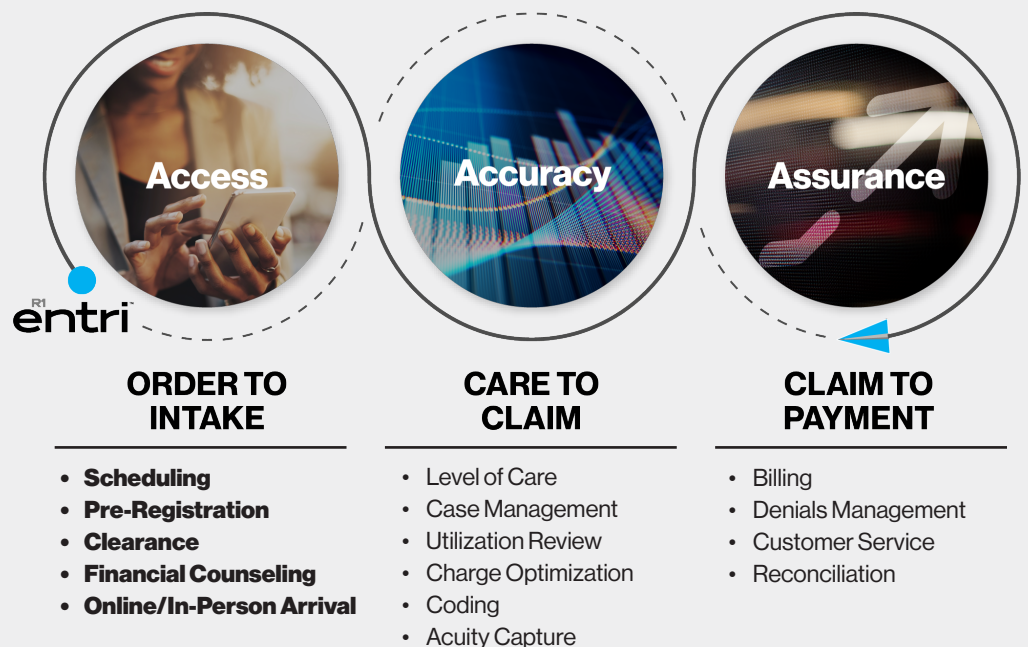 Access
Accuracy
Assurance
R1
entri™
ORDER TO
INTAKE
• Scheduling
• Pre-Registration
• Clearance
• Financial Counseling
• Online/In-Person Arrival
CARE TO
CLAIM
• Level of Care
• Case Management
• Utilization Review
• Charge Optimization
• Coding
• Acuity Capture
CLAIM TO
PAYMENT
• Billing
• Denials Management
• Customer Service
• Reconciliation